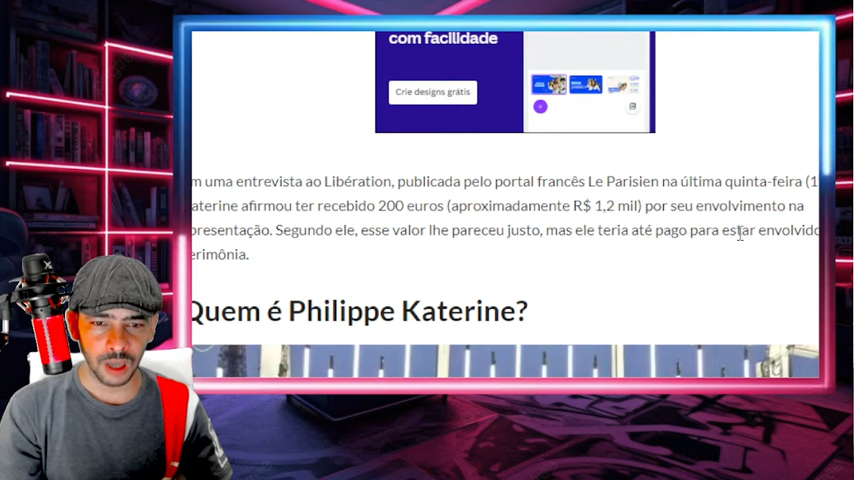 com facilidade
Crie designs grátis
m uma entrevista ao Libération, publicada pelo portal francês Le Parisien na última quinta-feira (1
aterine afirmou ter recebido 200 euros (aproximadamente R$ 1,2 mil) por seu envolvimento na
presentação. Segundo ele, esse valor lhe pareceu justo, mas ele teria até pago para estar envolvido
erimônia.
Quem é Philippe Katerine?